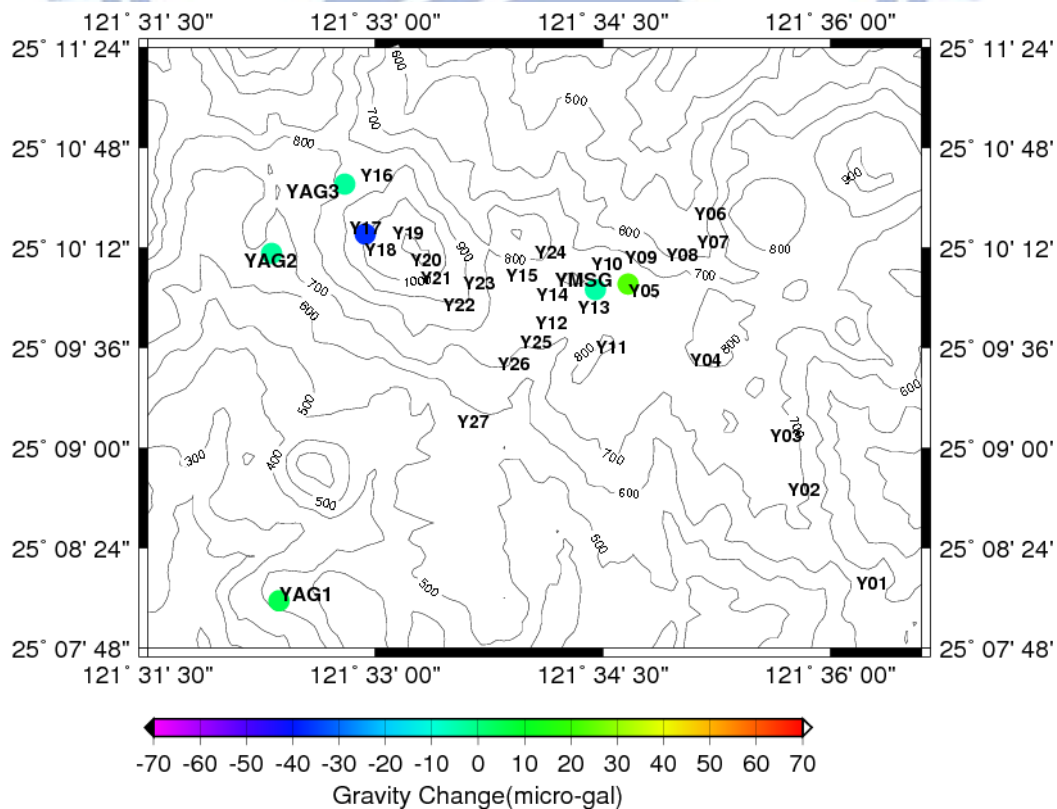 121° 31' 30" 121° 33' 00" 121° 34' 30" 121° 36' 00"
25° 11' 24" 25° 11' 24"
600
500
700
800
25° 10' 48" 25° 10' 48"
900
Y16
YAG3
Y06
Y17 Y19 600
Y07
25° 10' 12" 25° 10' 12"
Y18 900 Y24 800
YAG2 Y20 800 Y10 Y09 Y08
Y21 Y15 700
1000 Y23 YMSG
700 Y14 Y05
600 Y22 Y13
Y12
Y25 800
25° 09' 36" 800 Y11 25° 09' 36"
Y26 Y04
600
500
Y27 700
Y03
25° 09' 00" 25° 09' 00"
300 400 700
500 600 Y02
25° 08' 24" 600 25° 08' 24"
500 Y01
YAG1
25° 07' 48" 25° 07' 48"
121° 31' 30" 121° 33' 00" 121° 34' 30" 121° 36' 00"
-70 -60 -50 -40 -30 -20 -10 0 10 20 30 40 50 60 70
Gravity Change(micro-gal)